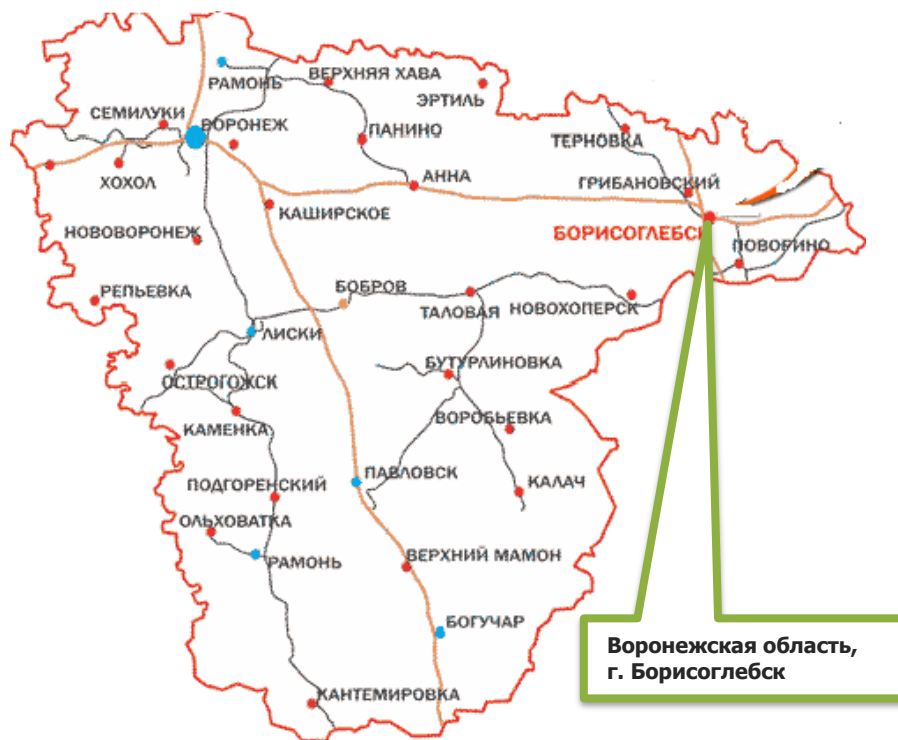 РАМОНЬ
ВЕРХНЯЯ ХАВА
ЭРТИЛЬ
СЕМИЛУКИ
ВОРОНЕЖ
ПАНИНО
ТЕРНОВКА
ХОХОЛ
АННА
ГРИБАНОВСКИЙ
КАШИРСКОЕ
НОВОВОРОНЕЖ
БОРИСОГЛЕБСК
ПОВОРИНО
РЕПЬЕВКА
БОБРОВ
ТАЛОВАЯ
НОВОХОПЕРСК
ЛИСКИ
БУТУРЛИНОВКА
ОСТРОГОЖСК
КАМЕНКА
ВОРОБЬЕВКА
ПАВЛОВСК
КАЛАЧ
ПОДГОРЕНСКИЙ
ОЛЬХОВАТКА
РАМОНЬ
ВЕРХНИЙ МАМОН
БОГУЧАР
КАНТЕМИРОВКА
Воронежская область,
г. Борисоглебск